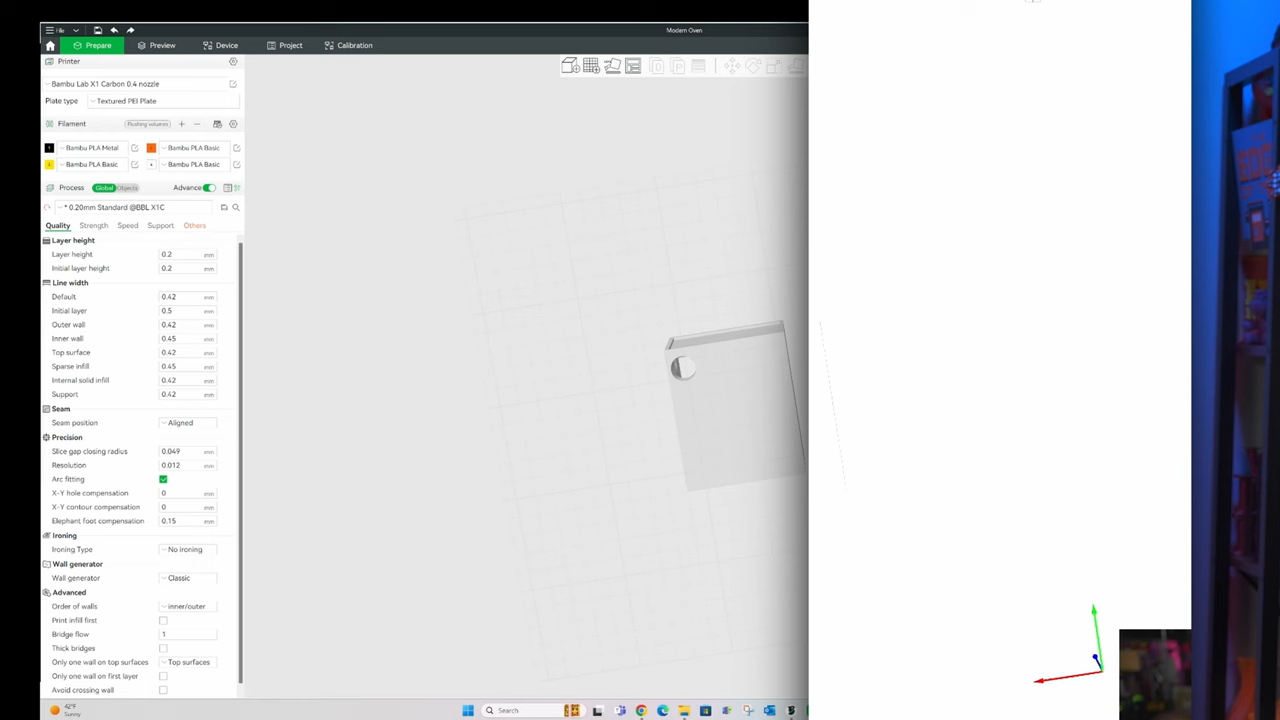 File
Modern Oven
Prepare
Preview
Device
Project
Calibration
Printer
Bambu Lab X1 Carbon 0.4 nozzle
Plate type
Textured PEI Plate
Filament
Flushing volumes
1 Bambu PLA Metal
Bambu PLA Basic
Bambu PLA Basic
Bambu PLA Basic
Process
Global
Objects
Advance
* 0.20mm Standard @BBL X1C
Quality
Strength
Speed
Support
Others
Layer height
Layer height 0.2 mm
Initial layer height 0.2 mm
Line width
Default 0.42 mm
Initial layer 0.5 mm
Outer wall 0.42 mm
Inner wall 0.45 mm
Top surface 0.42 mm
Sparse infill 0.45 mm
Internal solid infill 0.42 mm
Support 0.42 mm
Seam
Seam position Aligned
Precision
Slice gap closing radius 0.049 mm
Resolution 0.012 mm
Arc fitting
X-Y hole compensation 0 mm
X-Y contour compensation 0 mm
Elephant foot compensation 0.15 mm
Ironing
Ironing Type No ironing
Wall generator
Wall generator Classic
Advanced
Order of walls inner/outer
Print infill first
Bridge flow 1
Thick bridges
Only one wall on top surfaces Top surfaces
Only one wall on first layer
Avoid crossing wall
42°F
Sunny
Search